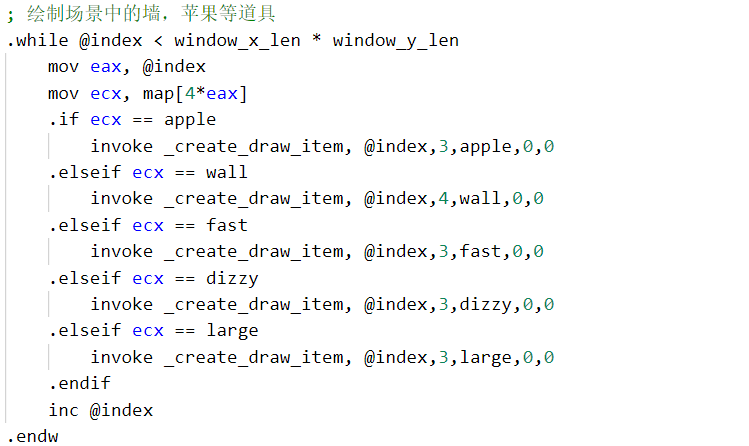 ; 绘制场景中的墙，苹果等道具
.while @index < window_x_len * window_y_len
    mov eax, @index
    mov ecx, map[4*eax]
    .if ecx == apple
        invoke _create_draw_item, @index,3,apple,0,0
    .elseif ecx == wall
        invoke _create_draw_item, @index,4,wall,0,0
    .elseif ecx == fast
        invoke _create_draw_item, @index,3,fast,0,0
    .elseif ecx == dizzy
        invoke _create_draw_item, @index,3,dizzy,0,0
    .elseif ecx == large
        invoke _create_draw_item, @index,3,large,0,0
    .endif
    inc @index
.endw